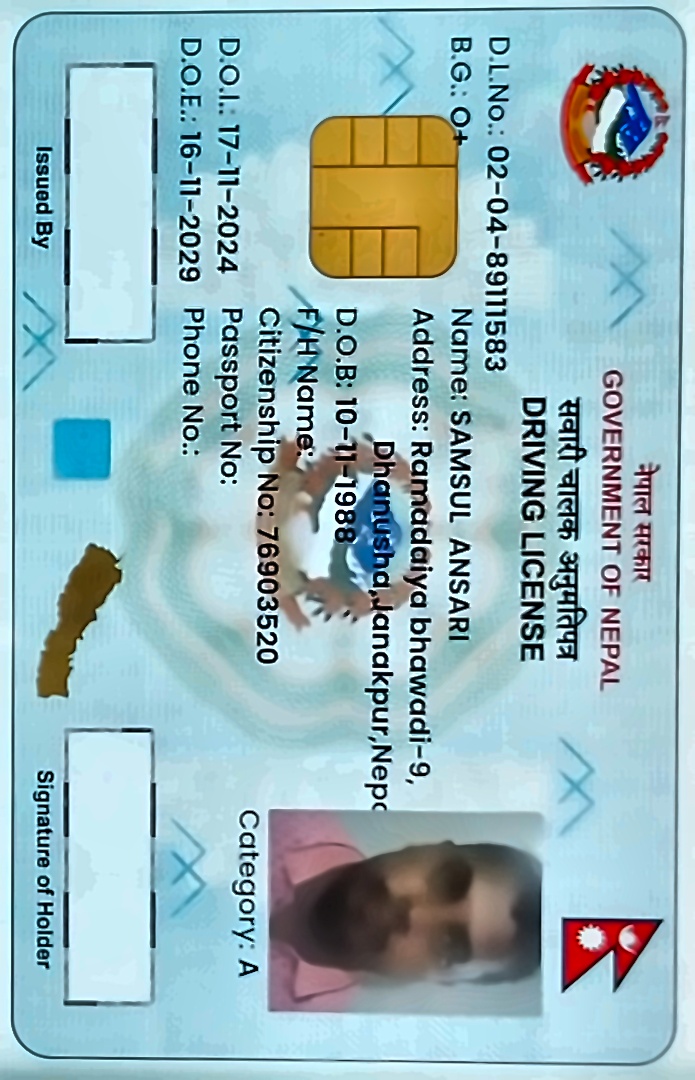 नेपाल सरकार
GOVERNMENT OF NEPAL
सवारी चालक अनुमतिपत्र
DRIVING LICENSE
D.L.No.: 02-04-89111583
B.G.: O+
Name: SAMSUL ANSARI
Address: Ramadaiya bhawadi-9,
Dhanusha,Janakpur,Nepa
D.O.B: 10-11-1988
F/H Name:
Citizenship No: 76903520
D.O.I.: 17-11-2024
Passport No:
D.O.E.: 16-11-2029
Phone No.:
Category: A
Issued By
Signature of Holder